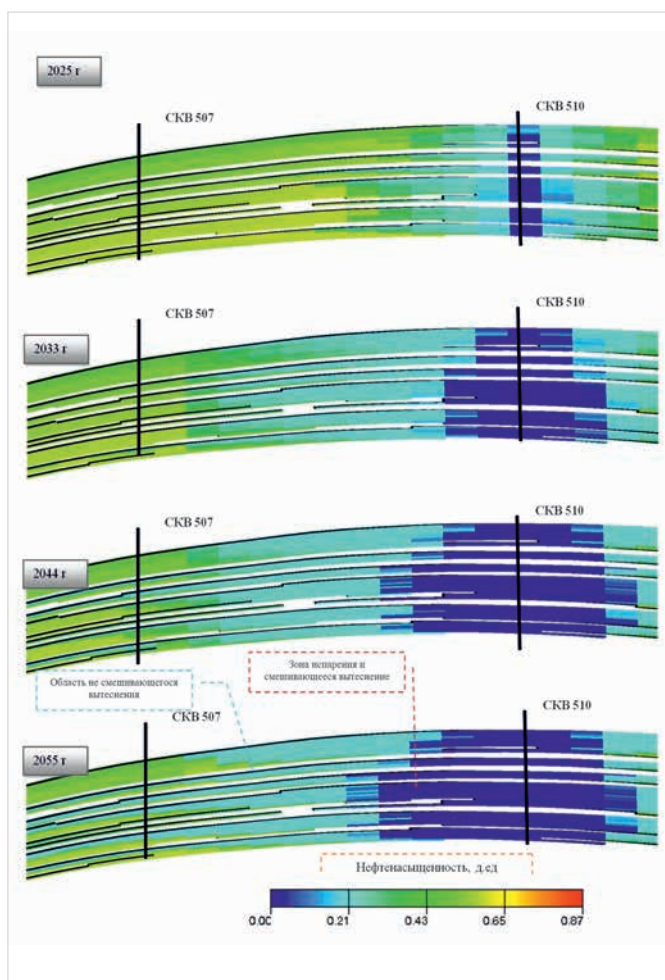 2025 г
СКВ 507
СКВ 510
СКВ 507
СКВ 510
2033 г
СКВ 507
СКВ 510
2044 г
Область не смешивающегося
вытеснения
Зона испарения и
смешивающееся вытеснение
СКВ 507
СКВ 510
2055 г
Нефтенасыщенность, д.ед
0.00 0.21 0.43 0.65 0.87